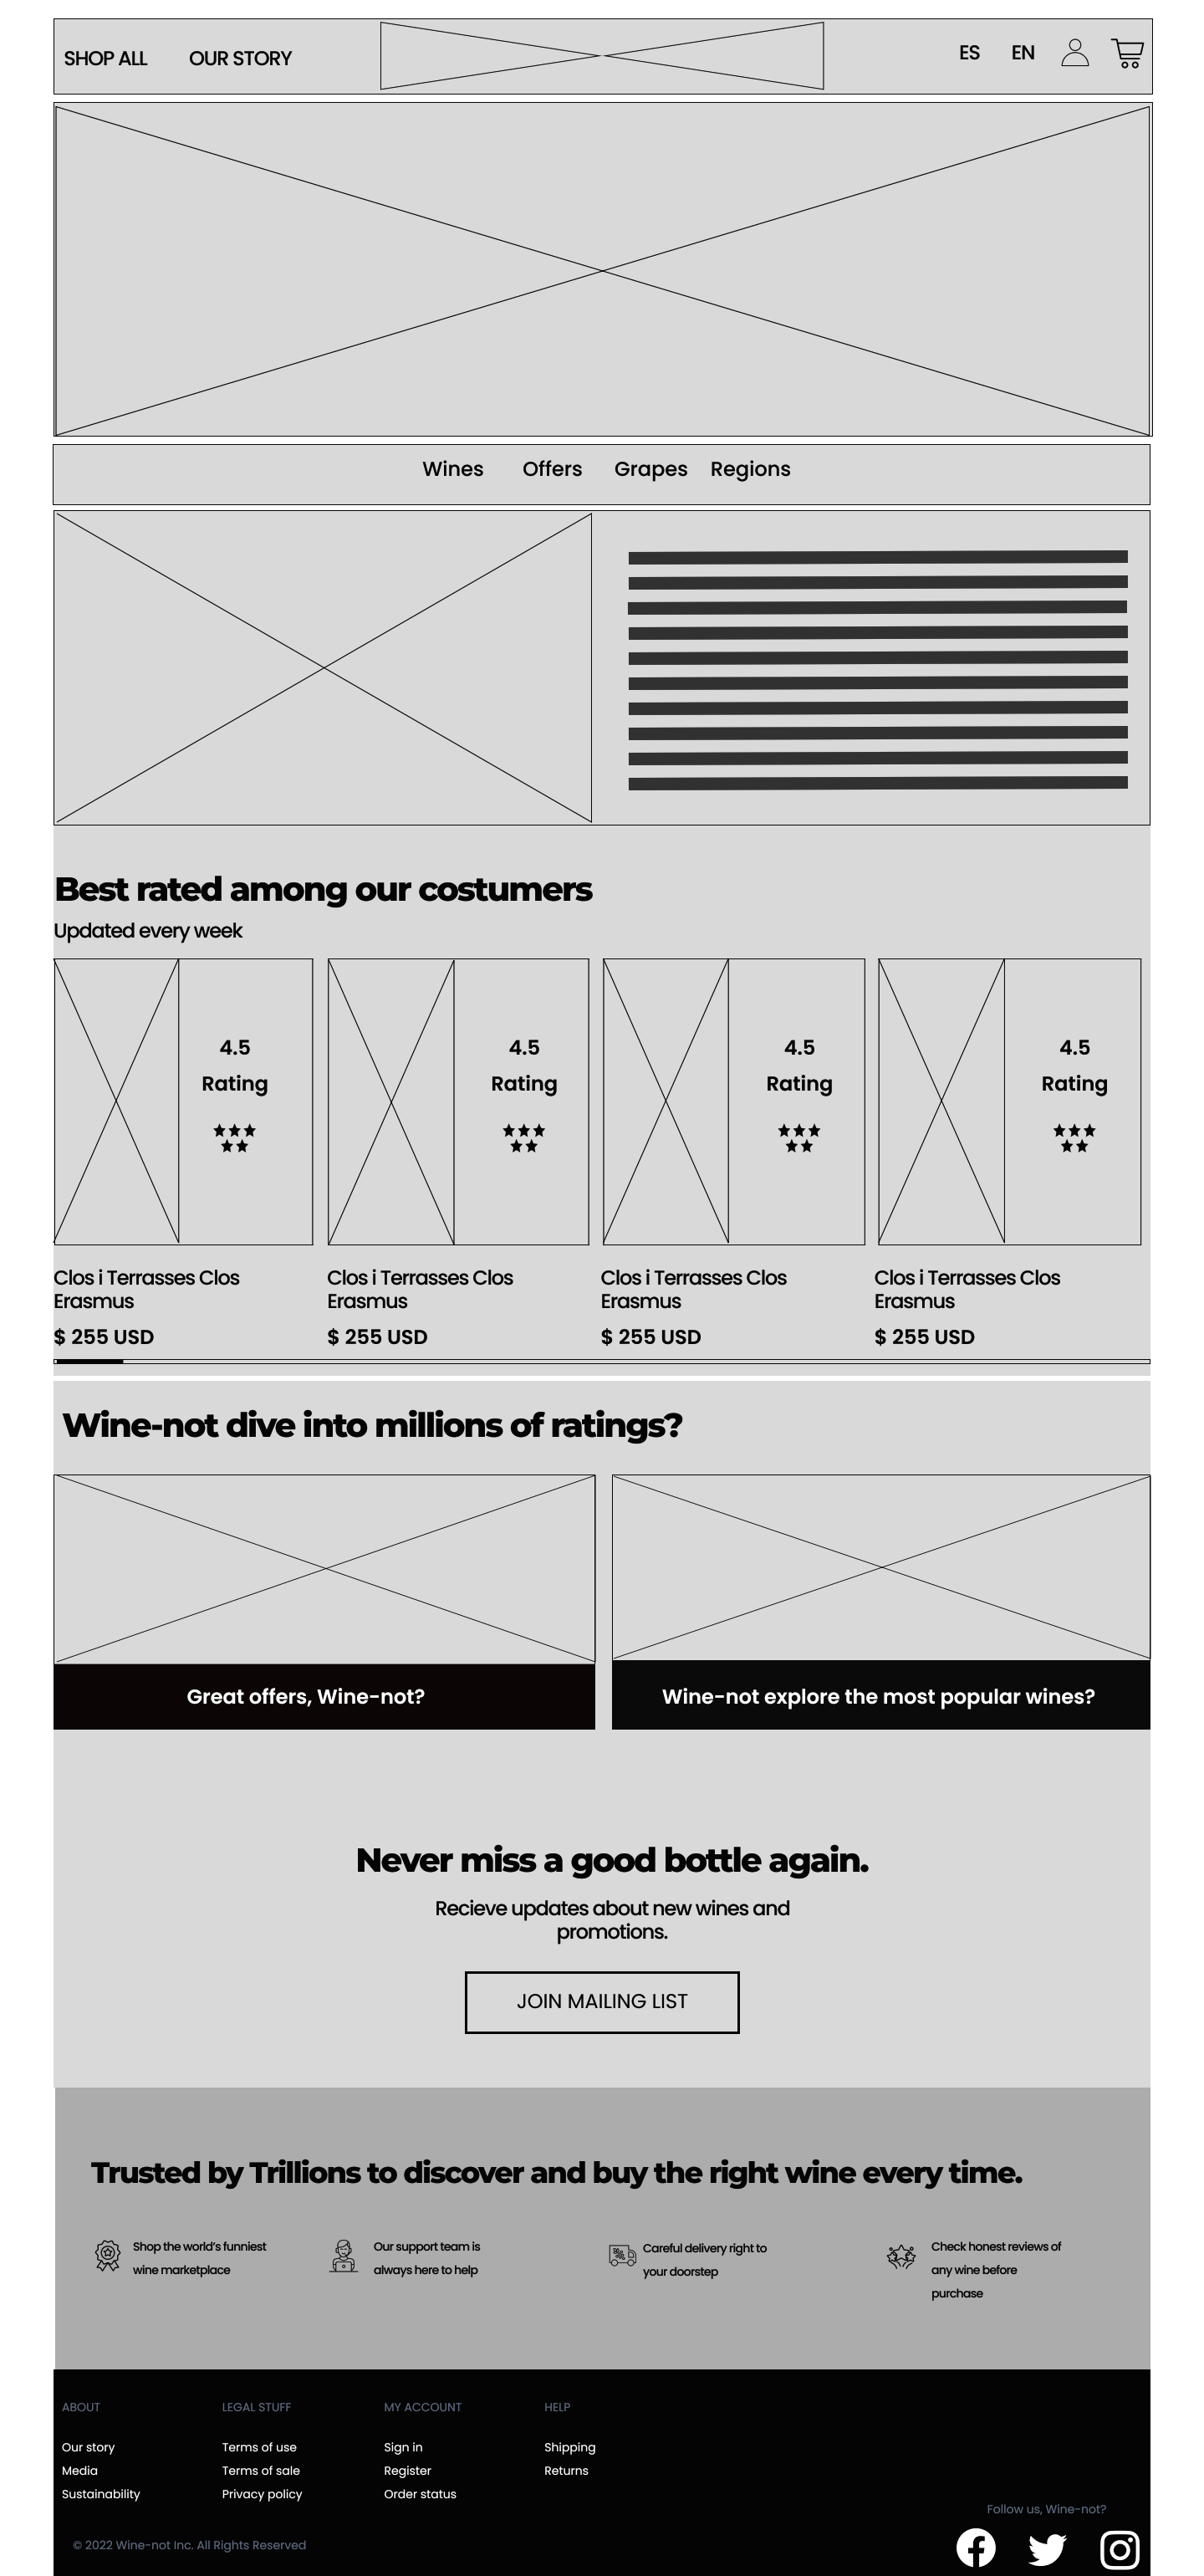 SHOP ALL OUR STORY ES EN
Wines Offers Grapes Regions
Best rated among our costumers
Updated every week
4.5 4.5 4.5 4.5
Rating Rating Rating Rating
Clos i Terrasses Clos Clos i Terrasses Clos Clos i Terrasses Clos Clos i Terrasses Clos
Erasmus Erasmus Erasmus Erasmus
$ 255 USD $ 255 USD $ 255 USD $ 255 USD
Wine-not dive into millions of ratings?
Great offers, Wine-not? Wine-not explore the most popular wines?
Never miss a good bottle again.
Recieve updates about new wines and
promotions.
JOIN MAILING LIST
Trusted by Trillions to discover and buy the right wine every time.
Shop the world's funniest
wine marketplace
Our support team is
always here to help
Careful delivery right to
your doorstep
Check honest reviews of
any wine before
purchase
ABOUT LEGAL STUFF MY ACCOUNT HELP
Our story Terms of use Sign in Shipping
Media Terms of sale Register Returns
Sustainability Privacy policy Order status
Follow us, Wine-not?
© 2022 Wine-not Inc. All Rights Reserved